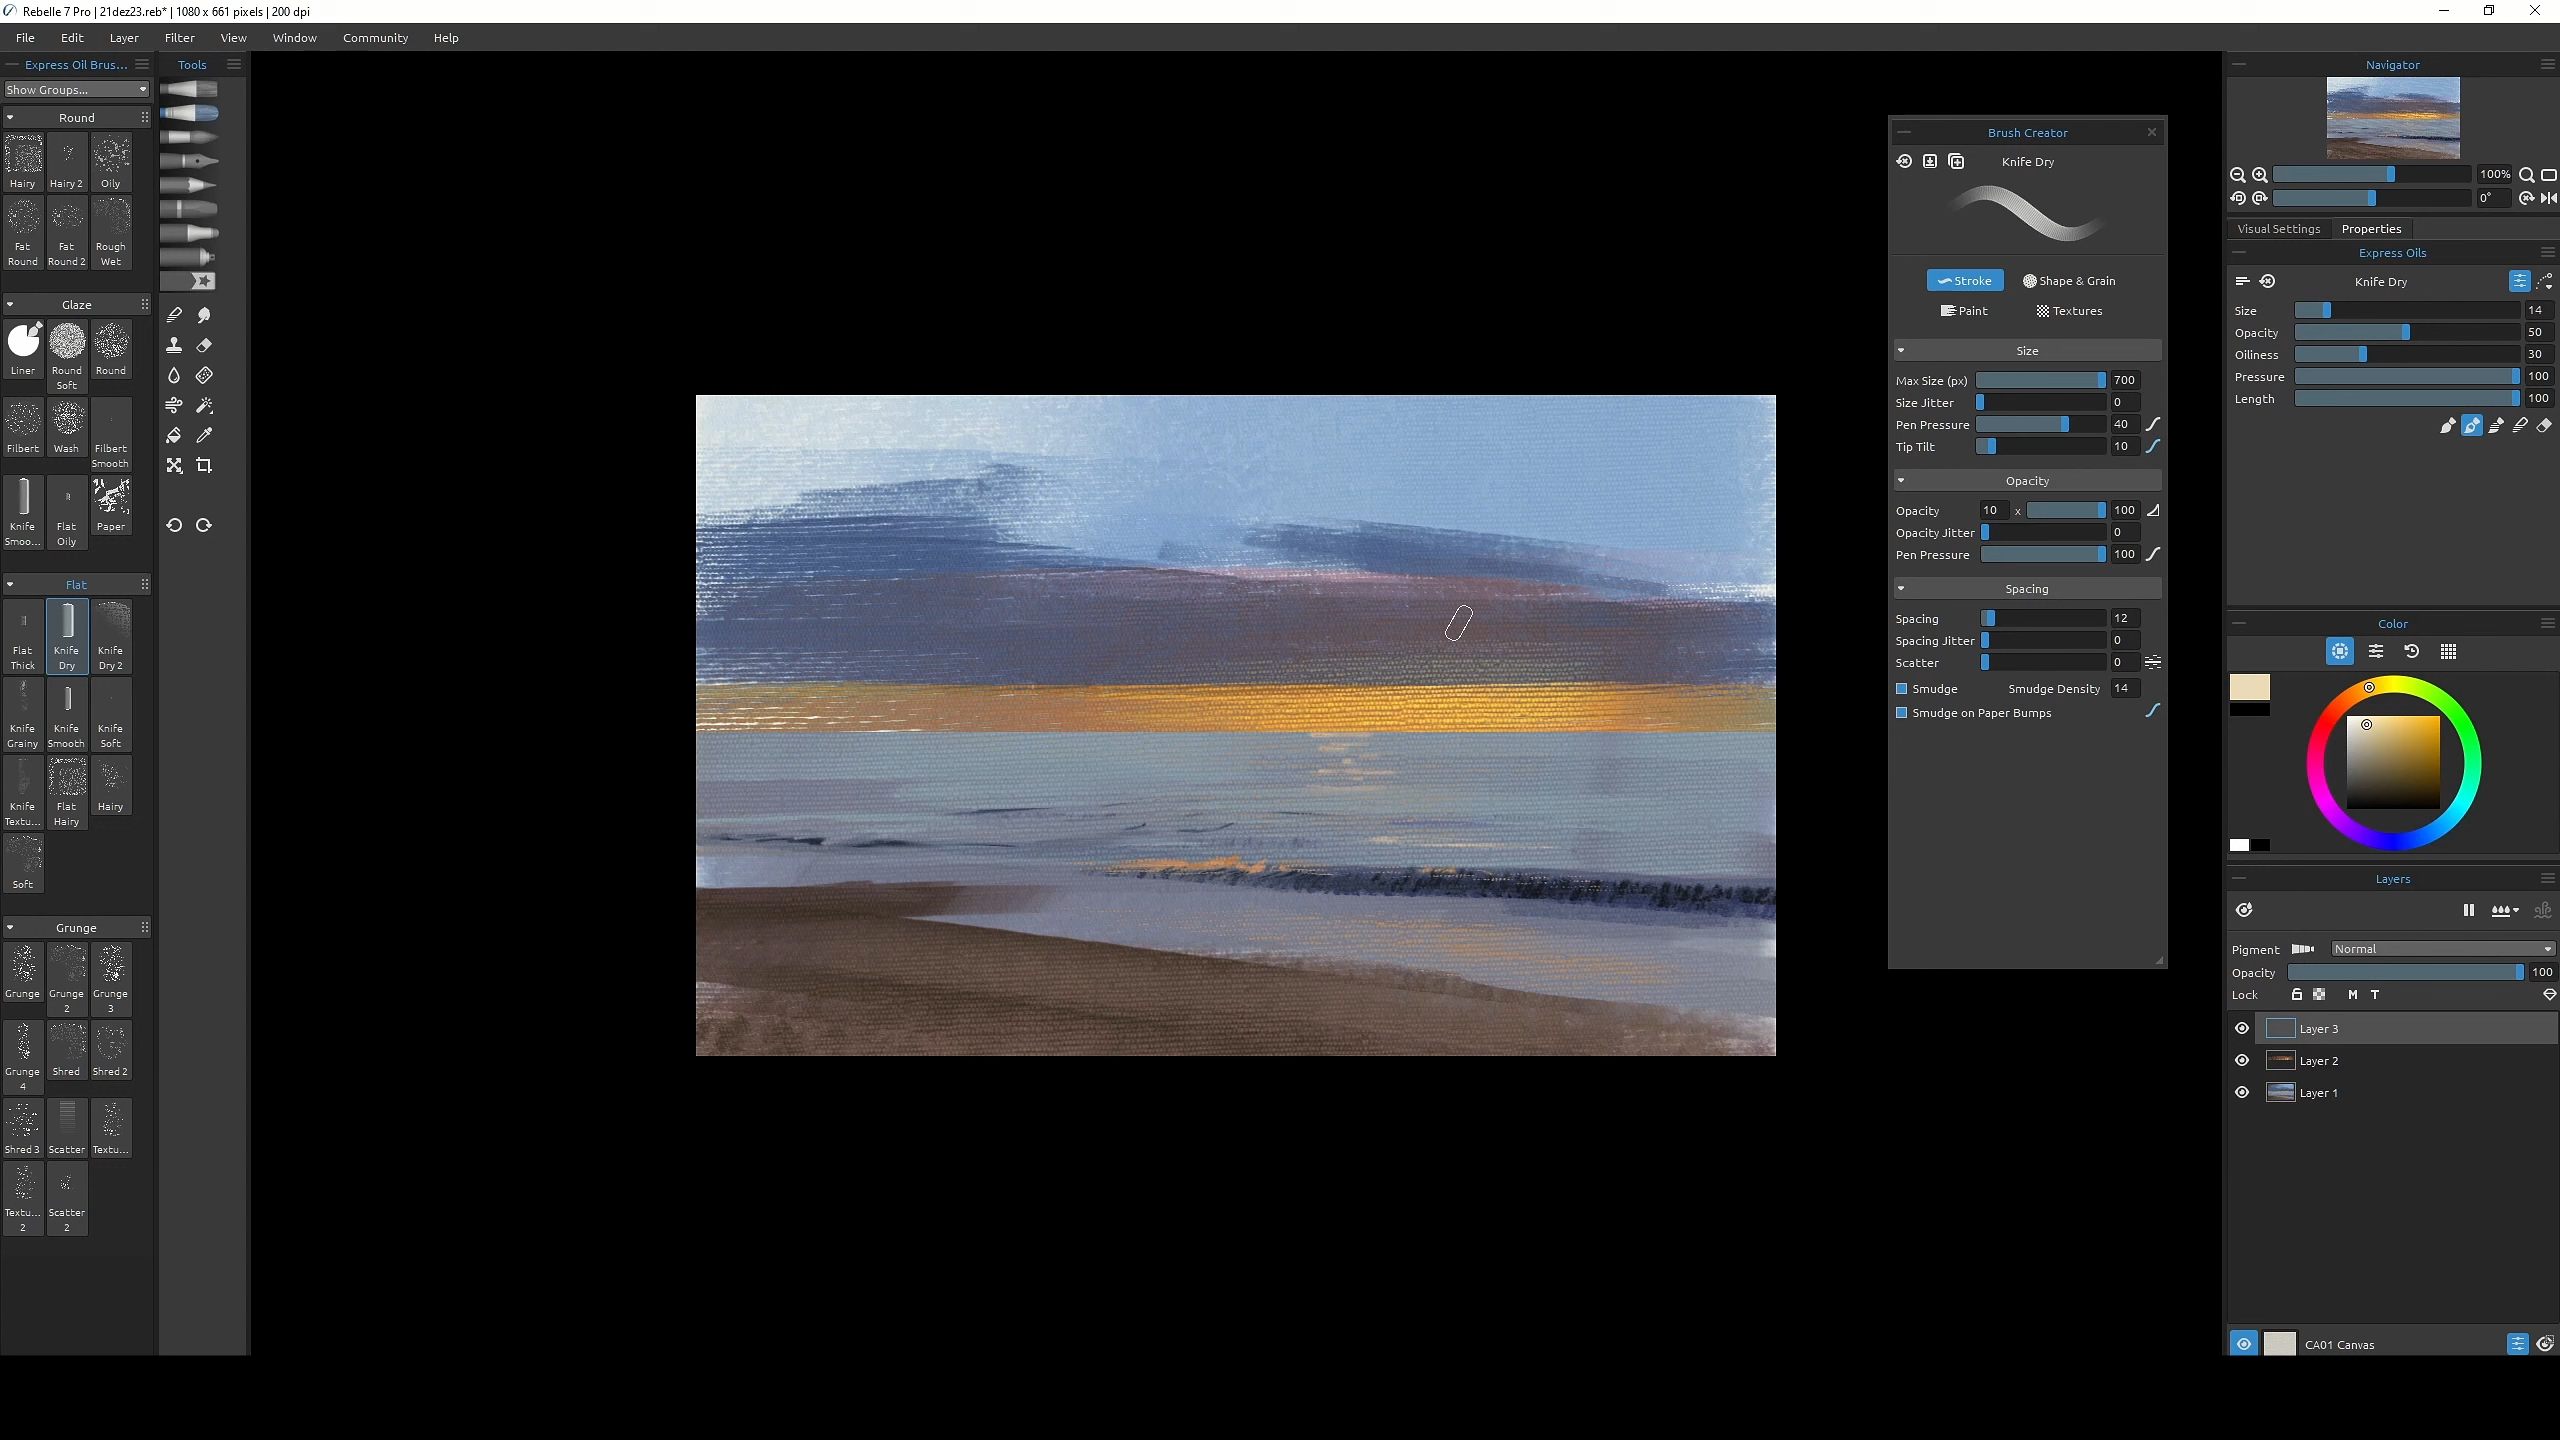 Rebelle 7 Pro | 21dez23.reb* | 1080 x 661 pixels | 200 dpi
File Edit Layer Filter View Window Community Help
Express Oil Brus...
Show Groups...
Round
Hairy Hairy 2 Oily
Fat Round Fat Round 2 Rough Wet
Glaze
Liner Round Soft Round
Filbert Wash Filbert Smooth
Knife Smoo... Flat Oily Paper
Flat
Flat Thick Knife Dry Knife Dry 2
Knife Grainy Knife Smooth Knife Soft
Knife Textu... Flat Hairy Hairy
Soft
Grunge
Grunge Grunge 2 Grunge 3
Grunge 4 Shred Shred 2
Shred 3 Scatter Textu...
Textu... 2 Scatter 2
Tools
Brush Creator
Knife Dry
Stroke Shape & Grain
Paint Textures
Size
Max Size (px) 700
Size Jitter 0
Pen Pressure 40
Tip Tilt 10
Opacity
Opacity 10 x 100
Opacity Jitter 0
Pen Pressure 100
Spacing
Spacing 12
Spacing Jitter 0
Scatter 0
Smudge Smudge Density 14
Smudge on Paper Bumps
Navigator
100%
0°
Visual Settings Properties
Express Oils
Knife Dry
Size 14
Opacity 50
Oiliness 30
Pressure 100
Length 100
Color
Layers
Pigment Normal
Opacity 100
Lock M T
Layer 3
Layer 2
Layer 1
CA01 Canvas